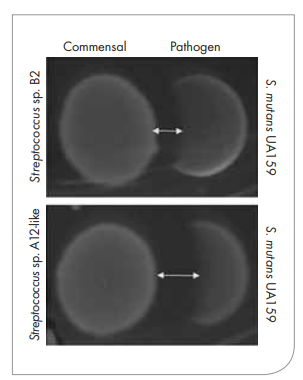 Commensal
Pathogen
Streptococcus sp. B2
S. mutans UA159
Streptococcus sp. A12-like
S. mutans UA159